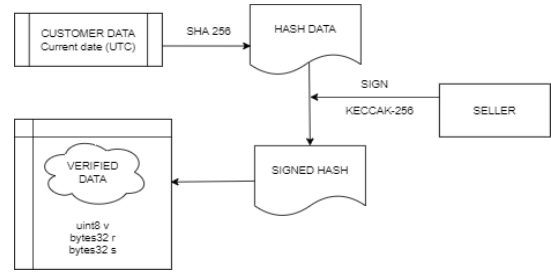 CUSTOMER DATA
Current date (UTC)
SHA 256
HASH DATA
SIGN
KECCAK-256
SELLER
SIGNED HASH
VERIFIED
DATA
uint8 v
bytes32 r
bytes32 s